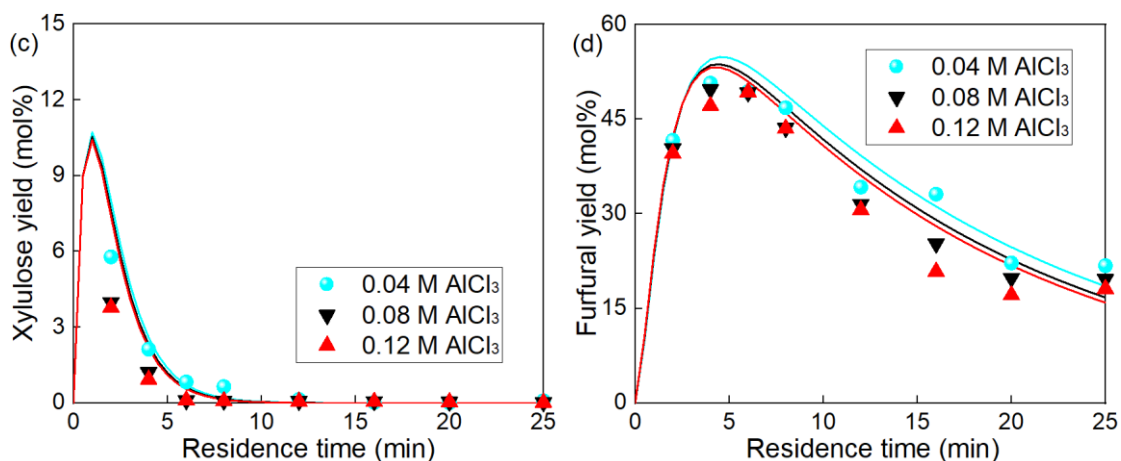 (c)
Xylulose yield (mol%)
15
12
9
6
3
0
0.04 M AlCl₃
0.08 M AlCl₃
0.12 M AlCl₃
0 5 10 15 20 25
Residence time (min)
(d)
Furfural yield (mol%)
60
45
30
15
0
0.04 M AlCl₃
0.08 M AlCl₃
0.12 M AlCl₃
0 5 10 15 20 25
Residence time (min)